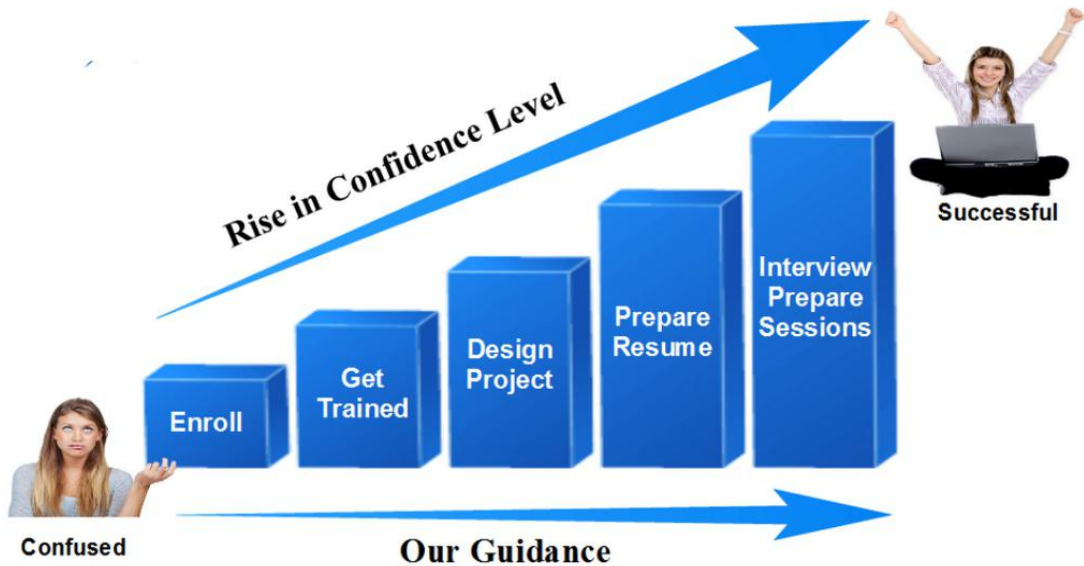 Rise in Confidence Level
Successful
Interview
Prepare
Sessions
Prepare
Resume
Design
Project
Get
Trained
Enroll
Confused
Our Guidance